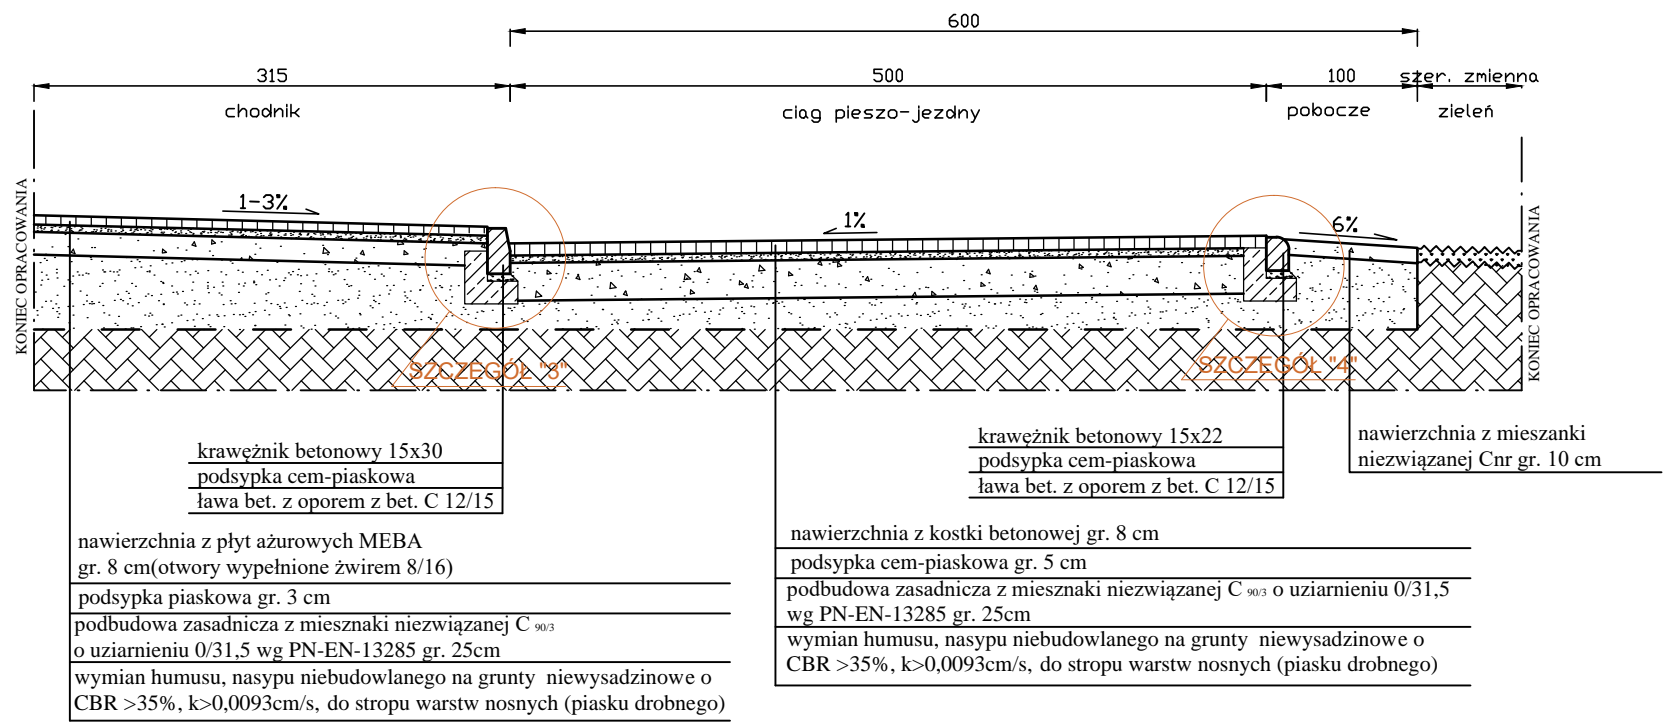 600
315
500
100
szer. zmienna
chodnik
ciag pieszo-jezdny
pobocze
zieleń
KONIEC OPRACOWANIA
1-3%
1%
6%
KONIEC OPRACOWANIA
SZCZEGÓŁ "3"
SZCZEGÓŁ "4"
krawężnik betonowy 15x30
podsypka cem-piaskowa
ława bet. z oporem z bet. C 12/15
krawężnik betonowy 15x22
podsypka cem-piaskowa
ława bet. z oporem z bet. C 12/15
nawierzchnia z mieszanki
niezwiązanej Cnr gr. 10 cm
nawierzchnia z płyt ażurowych MEBA
gr. 8 cm(otwory wypełnione żwirem 8/16)
podsypka piaskowa gr. 3 cm
podbudowa zasadnicza z miesznaki niezwiązanej C 90/3
o uziarnieniu 0/31,5 wg PN-EN-13285 gr. 25cm
wymian humusu, nasypu niebudowlanego na grunty niewysadzinowe o
CBR >35%, k>0,0093cm/s, do stropu warstw nosnych (piasku drobnego)
nawierzchnia z kostki betonowej gr. 8 cm
podsypka cem-piaskowa gr. 5 cm
podbudowa zasadnicza z miesznaki niezwiązanej C 90/3 o uziarnieniu 0/31,5
wg PN-EN-13285 gr. 25cm
wymian humusu, nasypu niebudowlanego na grunty niewysadzinowe o
CBR >35%, k>0,0093cm/s, do stropu warstw nosnych (piasku drobnego)